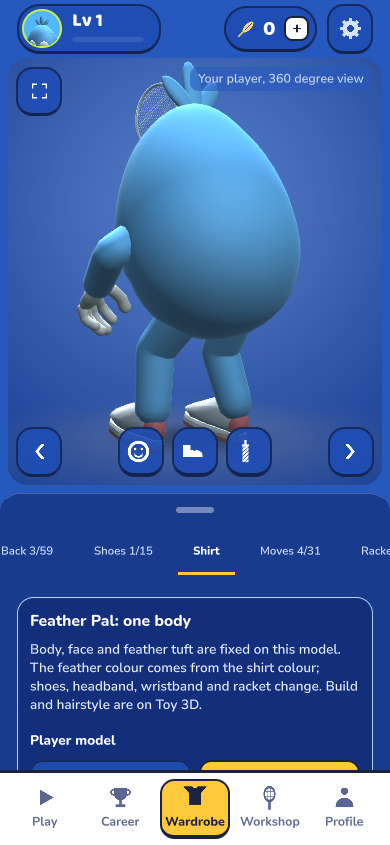 Lv 1
0
+
Your player, 360 degree view
Back 3/59
Shoes 1/15
Shirt
Moves 4/31
Racke
Feather Pal: one body
Body, face and feather tuft are fixed on this model.
The feather colour comes from the shirt colour;
shoes, headband, wristband and racket change. Build
and hairstyle are on Toy 3D.
Player model
Play
Career
Wardrobe
Workshop
Profile